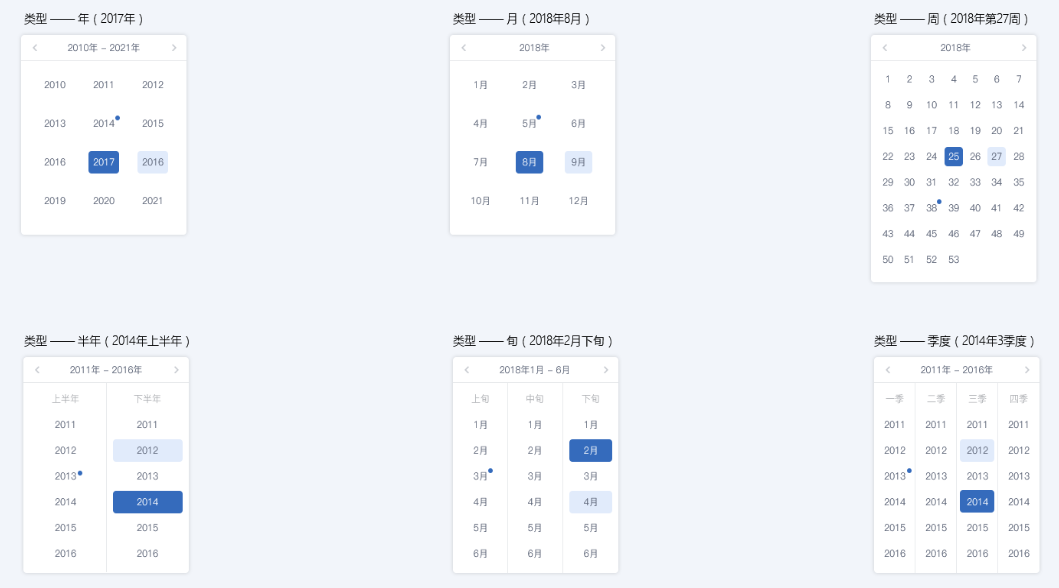 类型 —— 年（2017年）
2010年 ~ 2021年
2010 2011 2012
2013 2014 2015
2016 2017 2016
2019 2020 2021
类型 —— 月（2018年8月）
2018年
1月 2月 3月
4月 5月 6月
7月 8月 9月
10月 11月 12月
类型 —— 周（2018年第27周）
2018年
1 2 3 4 5 6 7
8 9 10 11 12 13 14
15 16 17 18 19 20 21
22 23 24 25 26 27 28
29 30 31 32 33 34 35
36 37 38 39 40 41 42
43 44 45 46 47 48 49
50 51 52 53
类型 —— 半年（2014年上半年）
2011年 ~ 2016年
上半年 下半年
2011 2011
2012 2012
2013 2013
2014 2014
2015 2015
2016 2016
类型 —— 旬（2018年2月下旬）
2018年1月 ~ 6月
上旬 中旬 下旬
1月 1月 1月
2月 2月 2月
3月 3月 3月
4月 4月 4月
5月 5月 5月
6月 6月 6月
类型 —— 季度（2014年3季度）
2011年 ~ 2016年
一季 二季 三季 四季
2011 2011 2011 2011
2012 2012 2012 2012
2013 2013 2013 2013
2014 2014 2014 2014
2015 2015 2015 2015
2016 2016 2016 2016